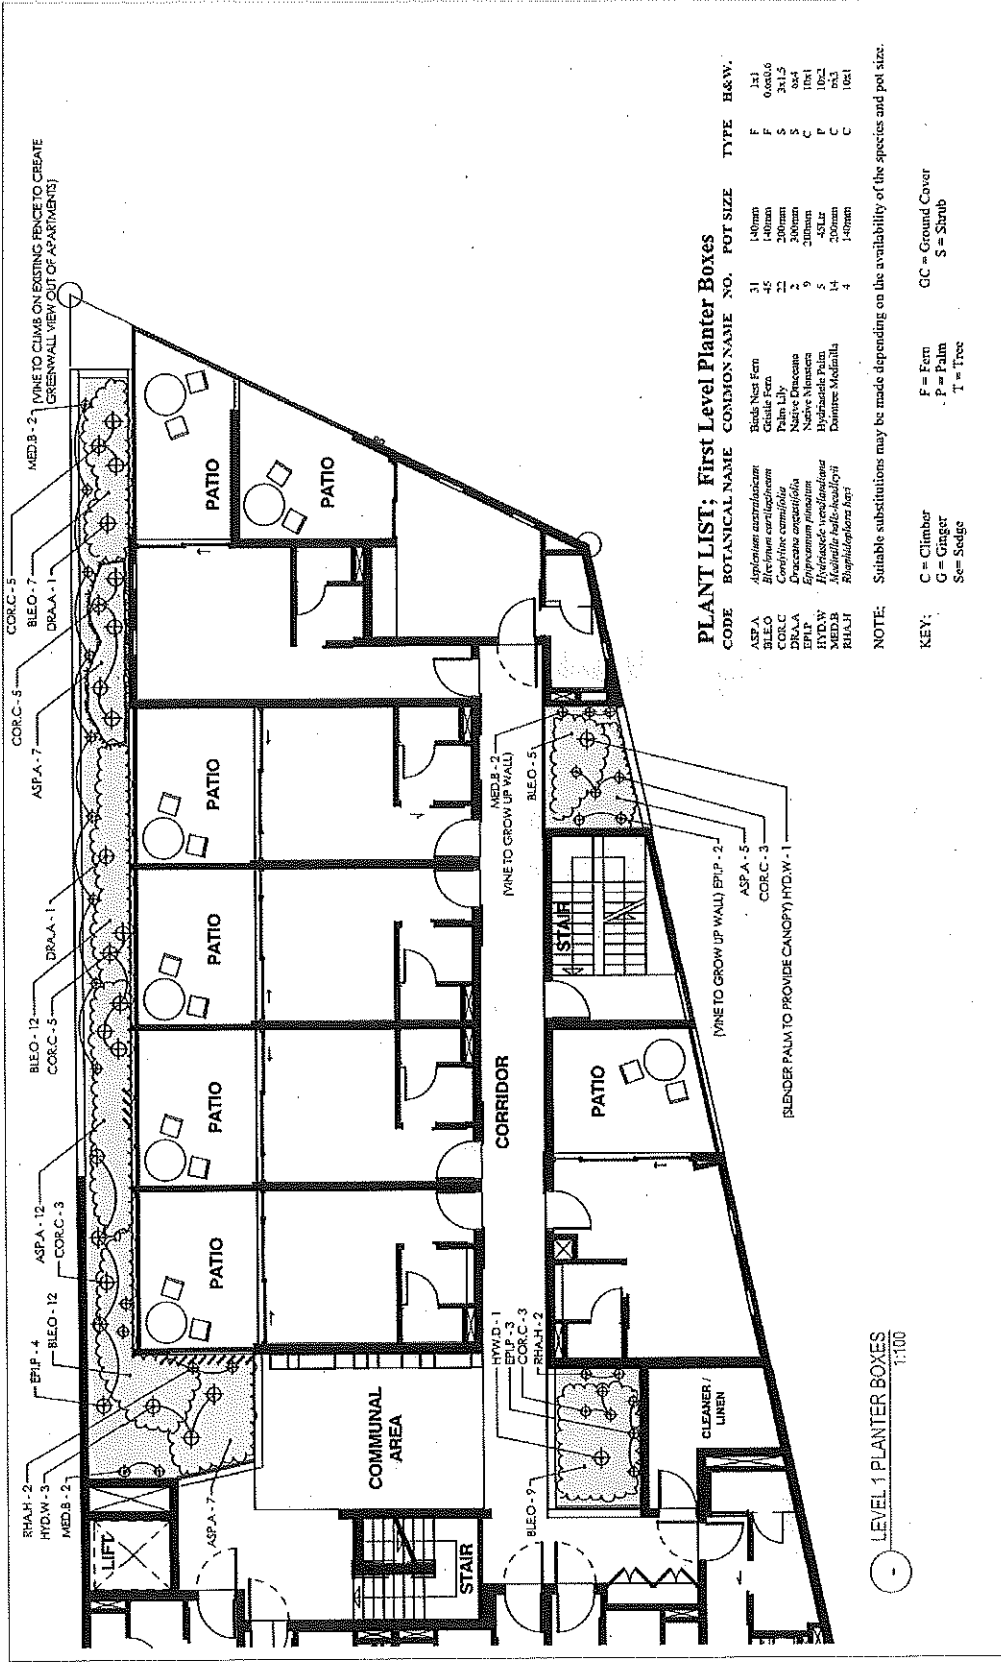 MED.B - 2 (VINE TO CLIMB ON EXISTING FENCE TO CREATE
GREENWALL VIEW OUT OF APARTMENTS)
COR.C - 5
BLE.O - 7
DRA.A - 1
COR.C - 5
ASP.A - 7
DRA.A - 1
BLE.O - 12
COR.C - 5
ASP.A - 12
COR.C - 3
BLE.O - 12
EPI.P - 4
RHA.H - 2
HYD.W - 3
MED.B - 2
ASP.A - 7
LIFT
PATIO
PATIO
PATIO
PATIO
PATIO
PATIO
COMMUNAL
AREA
STAIR
CORRIDOR
MED.B - 2
(VINE TO GROW UP WALL)
BLE.O - 5
STAIR
PATIO
HYW.D - 1
EPI.P - 3
COR.C - 3
RHA.H - 2
BLE.O - 9
CLEANER /
LINEN
(VINE TO GROW UP WALL) EPI.P - 2
ASP.A - 5
COR.C - 3
(SLENDER PALM TO PROVIDE CANOPY) HYD.W - 1
PLANT LIST; First Level Planter Boxes
CODE BOTANICAL NAME COMMON NAME NO. POT SIZE TYPE H&W.
ASP.A Asplenium australasicum Birds Nest Fern 31 140mm F 1x1
BLE.O Blechnum cartilagineum Gristle Fern 45 140mm F 0.6x0.6
COR.C Cordyline cannifolia Palm Lily 22 200mm S 3x1.5
DRA.A Dracaena angustifolia Native Dracaena 2 300mm S 6x4
EPI.P Epipremnum pinnatum Native Monstera 9 200mm C 10x1
HYD.W Hydriastele wendlandiana Hydriastele Palm 5 45Ltr P 10x2
MED.B Medinilla balls-headleyii Daintree Medinilla 14 200mm C 6x3
RHA.H Rhaphidophora hayi 4 140mm C 10x1
NOTE: Suitable substitutions may be made depending on the availability of the species and pot size.
KEY: C = Climber F = Fern GC = Ground Cover
G = Ginger P = Palm S = Shrub
Se= Sedge T = Tree
LEVEL 1 PLANTER BOXES
1:100